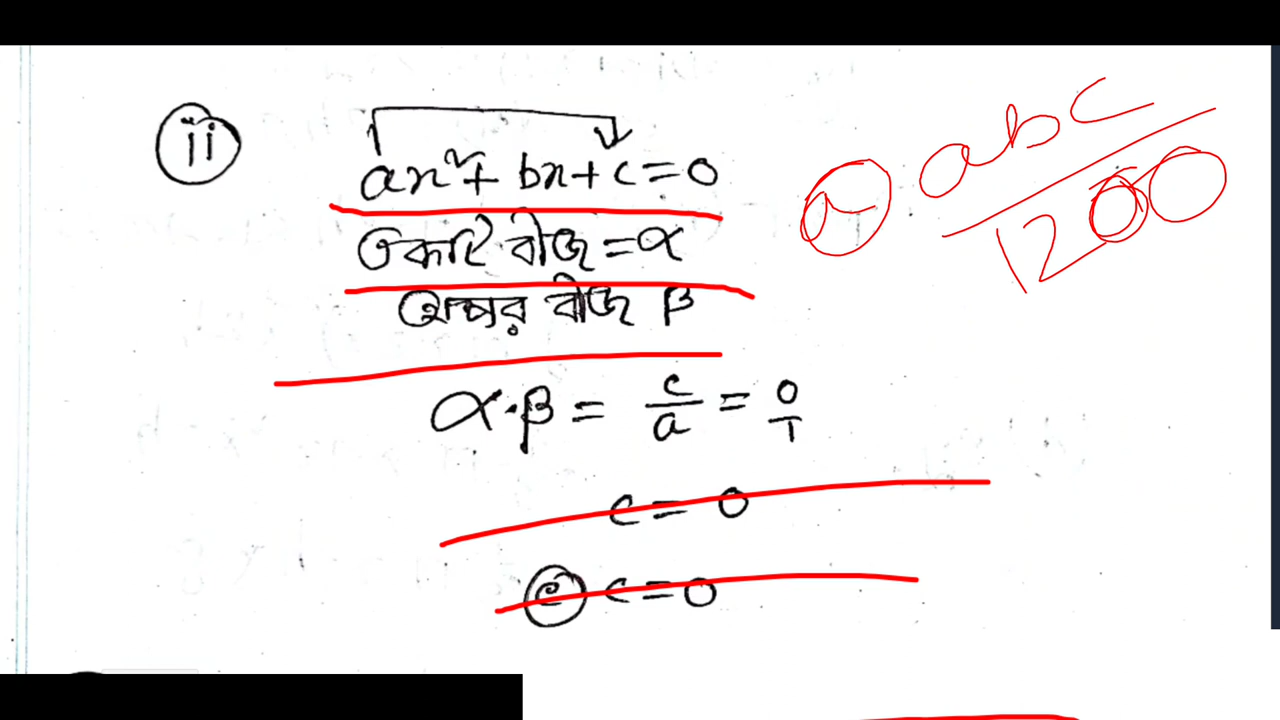 ii
ax²+ bx+c=0
একটি বীজ =α
অপর বীজ β
α·β = c/a = 0/1
c = 0
c=0
a
abc
1200